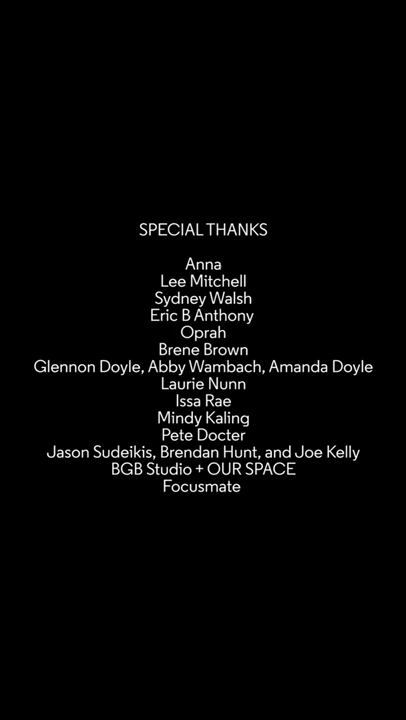 SPECIAL THANKS
Anna
Lee Mitchell
Sydney Walsh
Eric B Anthony
Oprah
Brene Brown
Glennon Doyle, Abby Wambach, Amanda Doyle
Laurie Nunn
Issa Rae
Mindy Kaling
Pete Docter
Jason Sudeikis, Brendan Hunt, and Joe Kelly
BGB Studio + OUR SPACE
Focusmate